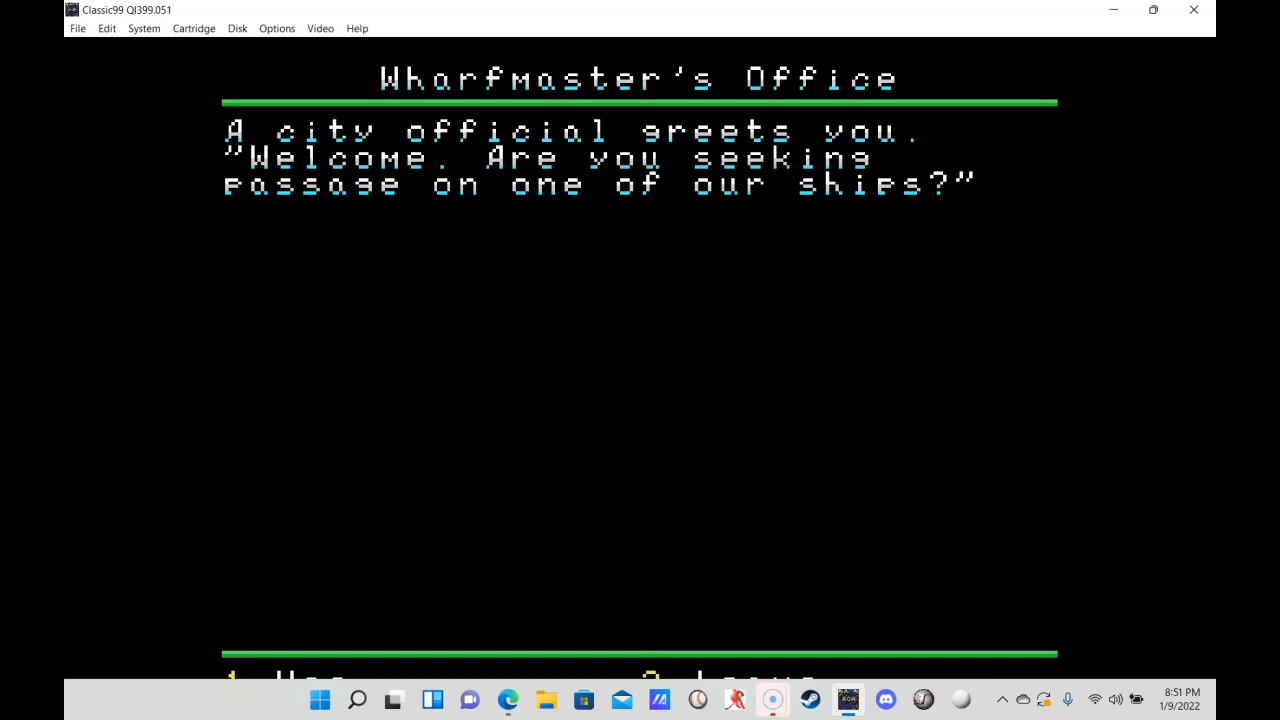 Classic99 QI399.051
File Edit System Cartridge Disk Options Video Help
Wharfmaster's Office
A city official greets you.
"Welcome. Are you seeking
passage on one of our ships?"
8:51 PM
1/9/2022